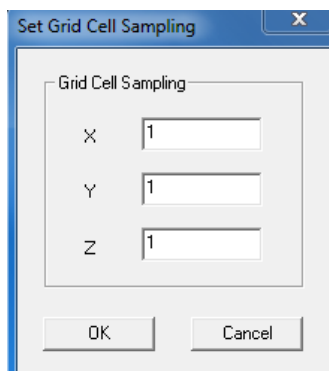 Set Grid Cell Sampling
Grid Cell Sampling
X 1
Y 1
Z 1
OK Cancel